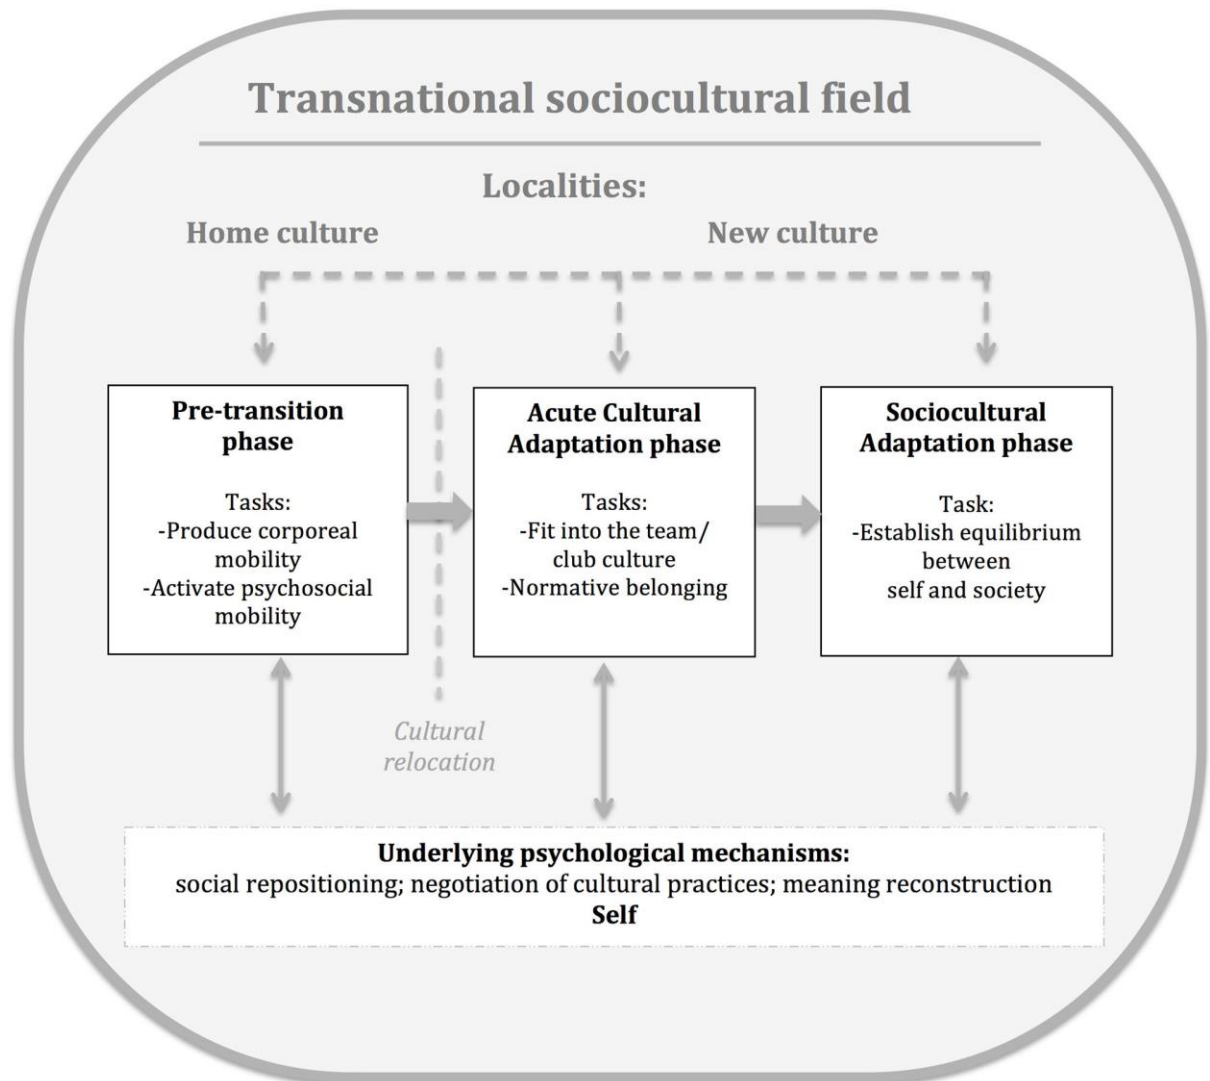 Transnational sociocultural field
Localities:
Home culture
New culture
Pre-transition
phase
Tasks:
-Produce corporeal
mobility
-Activate psychosocial
mobility
Cultural
relocation
Acute Cultural
Adaptation phase
Tasks:
-Fit into the team/
club culture
-Normative belonging
Sociocultural
Adaptation phase
Task:
-Establish equilibrium
between
self and society
Underlying psychological mechanisms:
social repositioning; negotiation of cultural practices; meaning reconstruction
Self